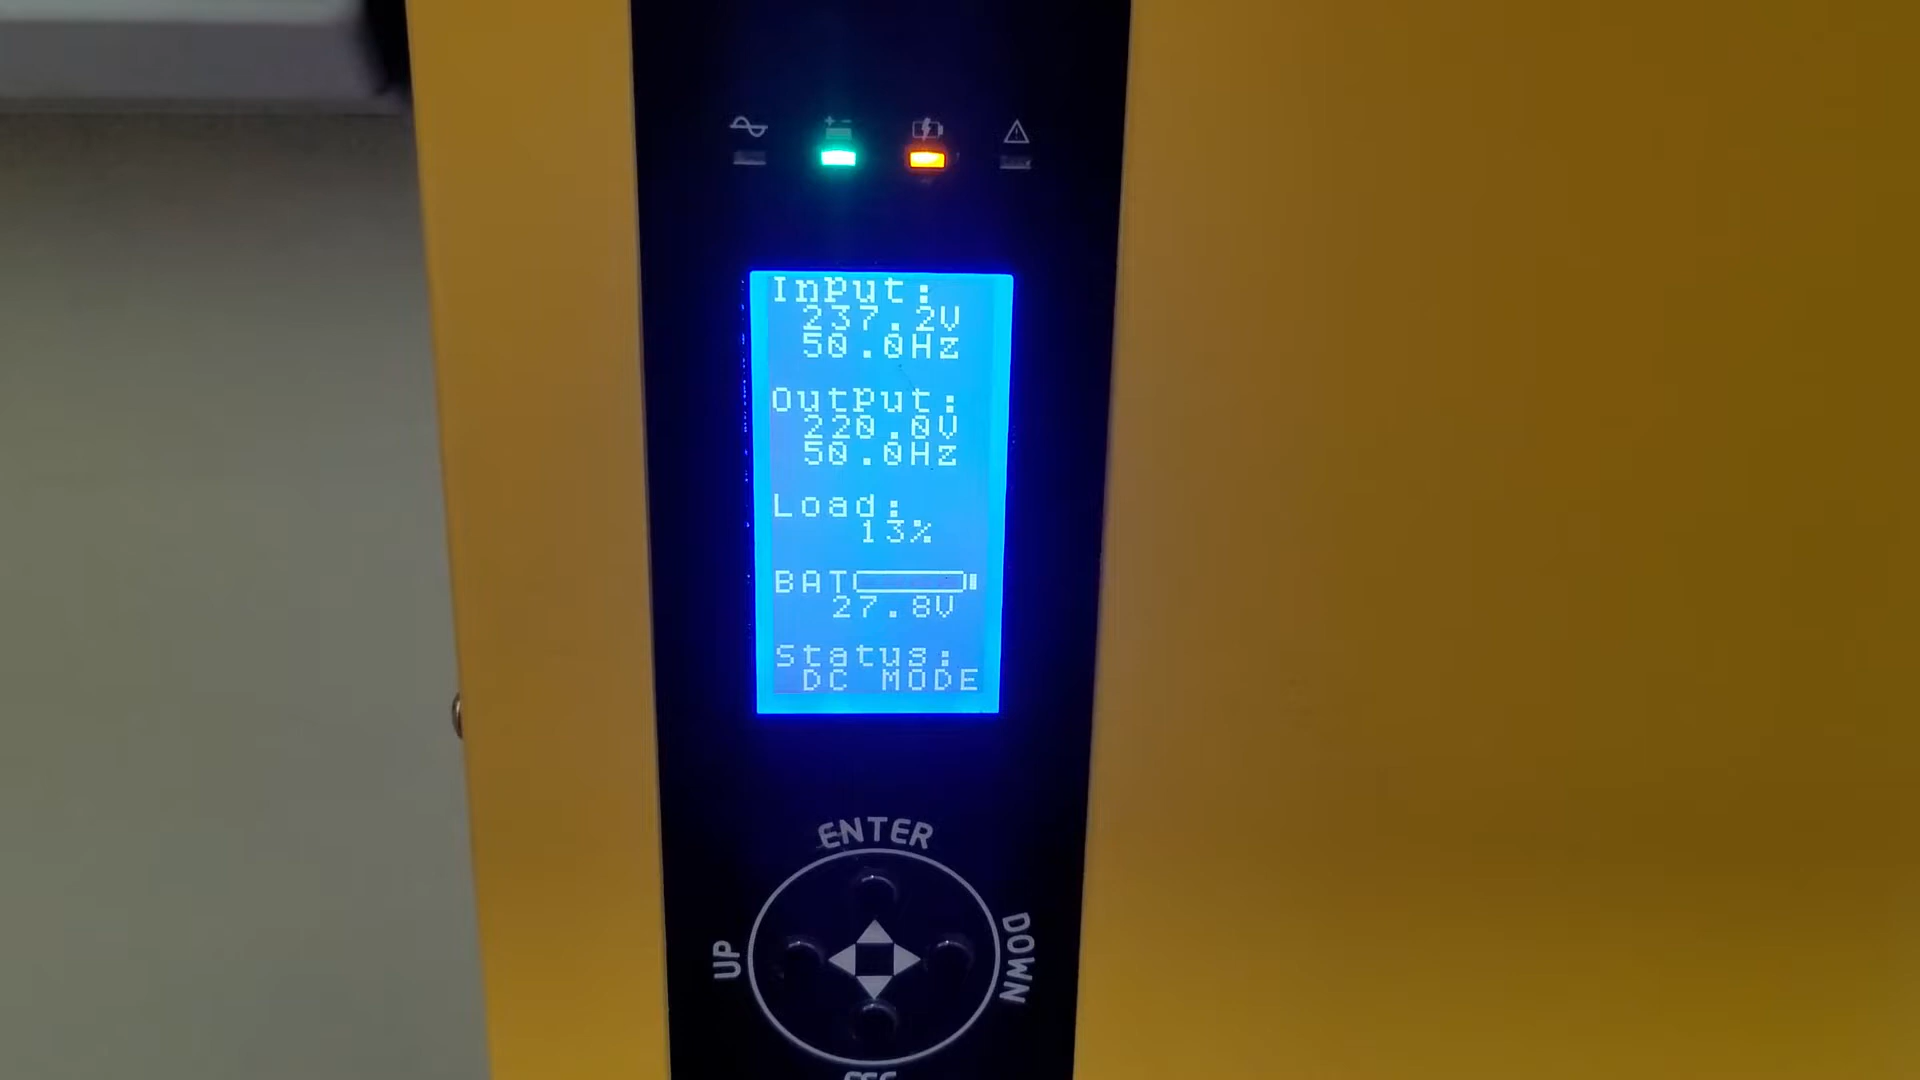 Input:
237.2V
50.0Hz
Output:
220.0V
50.0Hz
Load:
13%
BAT
27.8V
Status:
DC MODE
ENTER
UP
DOWN